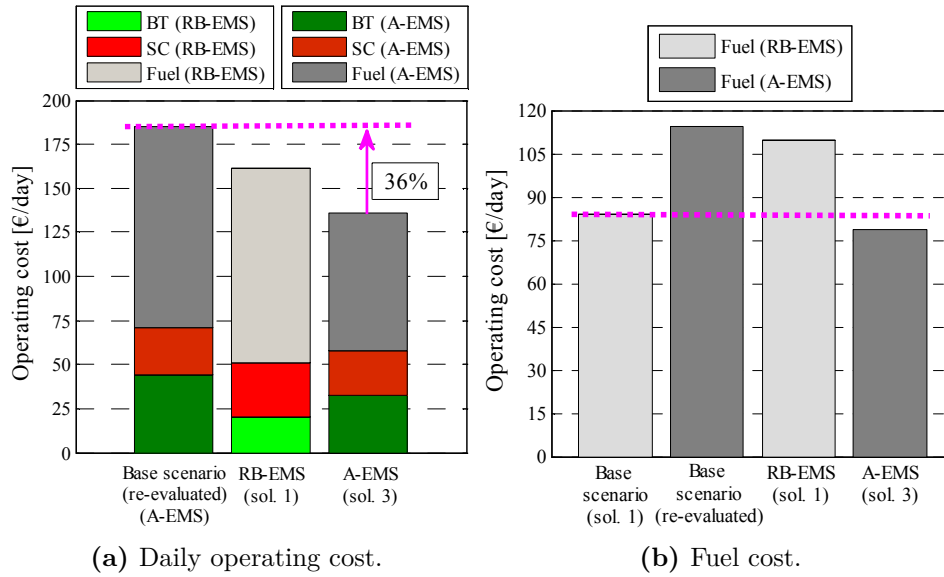 BT (RB-EMS)
SC (RB-EMS)
Fuel (RB-EMS)
BT (A-EMS)
SC (A-EMS)
Fuel (A-EMS)
Operating cost [€/day]
200
175
150
125
100
75
50
25
0
36%
Base scenario
(re-evaluated)
(A-EMS)
RB-EMS
(sol. 1)
A-EMS
(sol. 3)
(a) Daily operating cost.
Fuel (RB-EMS)
Fuel (A-EMS)
Operating cost [€/day]
120
105
90
75
60
45
30
15
0
Base
scenario
(sol. 1)
Base
scenario
(re-evaluated)
RB-EMS
(sol. 1)
A-EMS
(sol. 3)
(b) Fuel cost.